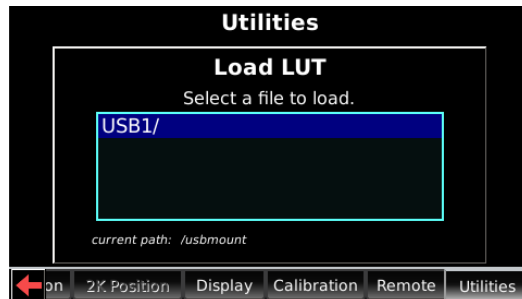 Utilities
Load LUT
Select a file to load.
USB1/
current path: /usbmount
on 2K Position Display Calibration Remote Utilities